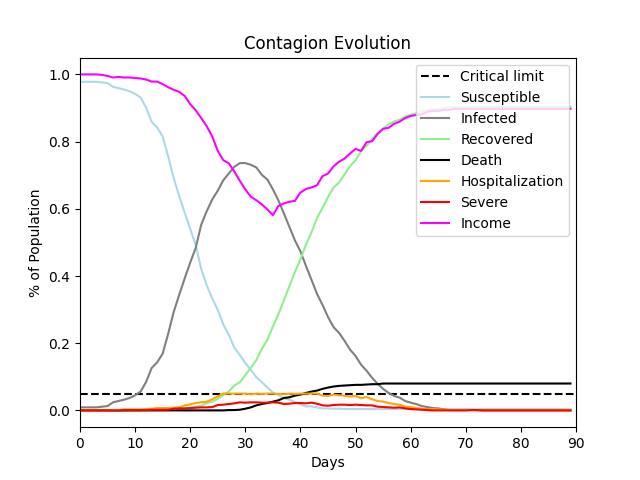 Contagion Evolution
1.0
0.8
0.6
0.4
0.2
0.0
% of Population
0 10 20 30 40 50 60 70 80 90
Days
Critical limit
Susceptible
Infected
Recovered
Death
Hospitalization
Severe
Income